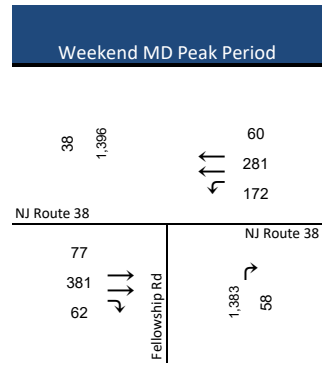 Weekend MD Peak Period
38
1,396
60
281
172
NJ Route 38
NJ Route 38
77
381
62
Fellowship Rd
1,383
58